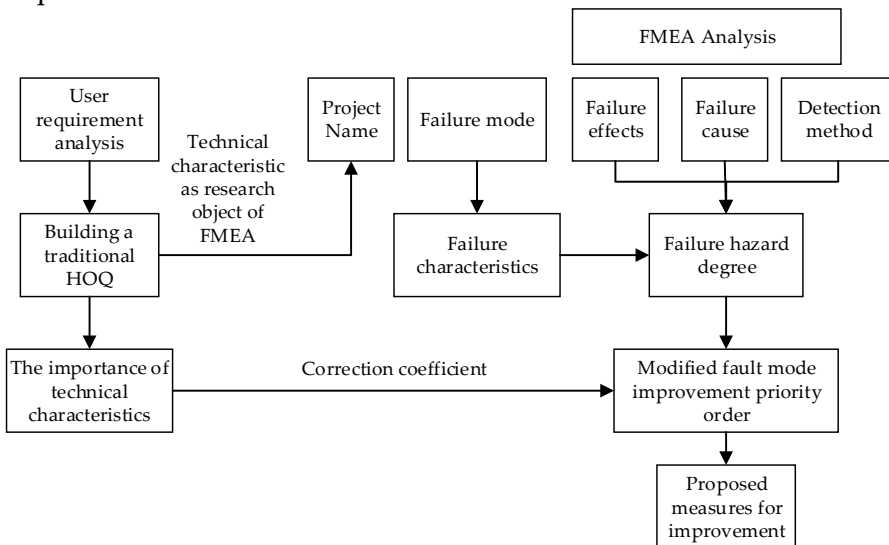 FMEA Analysis
User
requirement
analysis
Project
Name
Failure mode
Failure
effects
Failure
cause
Detection
method
Technical
characteristic
as research
object of
FMEA
Building a
traditional
HOQ
Failure
characteristics
Failure hazard
degree
The importance of
technical
characteristics
Correction coefficient
Modified fault mode
improvement priority
order
Proposed
measures for
improvement